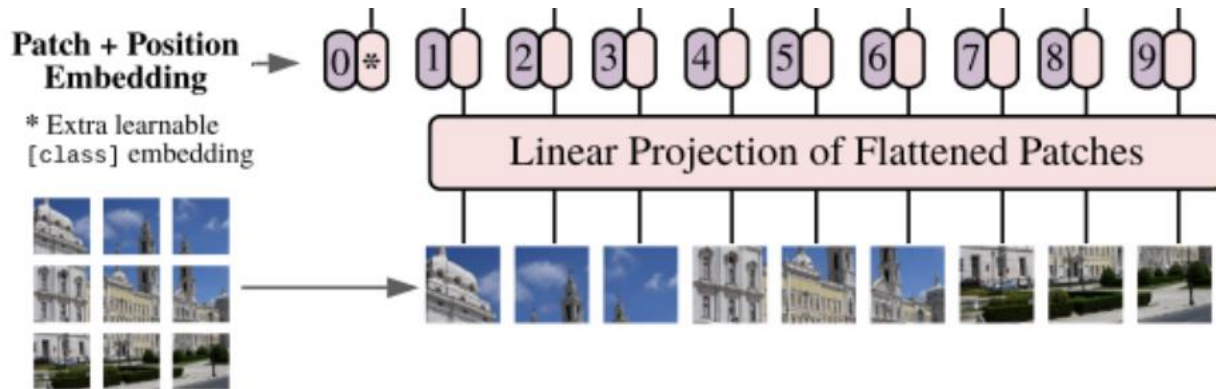 Patch + Position
Embedding
0 * 1 2 3 4 5 6 7 8 9
* Extra learnable
[class] embedding
Linear Projection of Flattened Patches